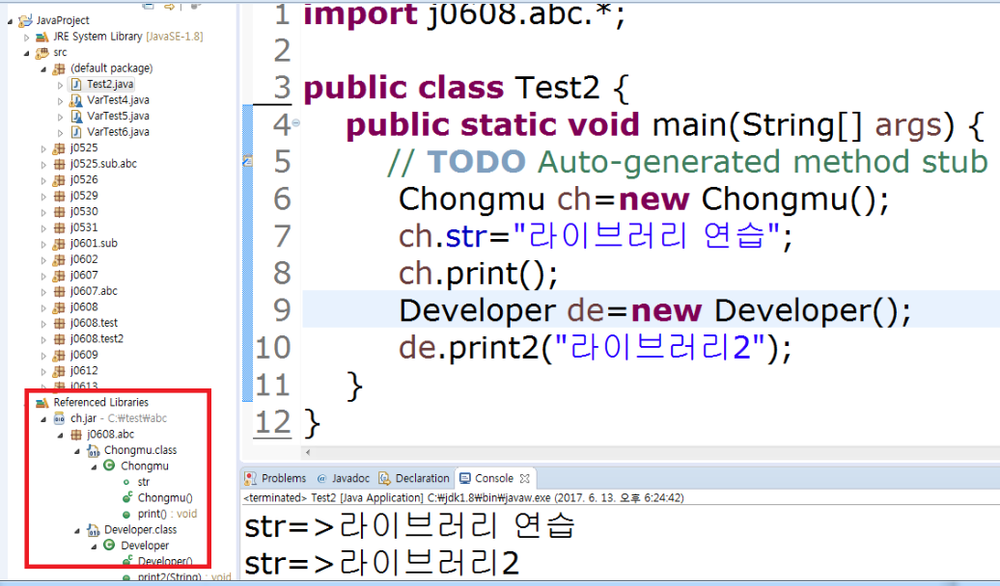 JavaProject
JRE System Library [JavaSE-1.8]
src
(default package)
Test2.java
VarTest4.java
VarTest5.java
VarTest6.java
j0525
j0525.sub.abc
j0526
j0529
j0530
j0531
j0601.sub
j0602
j0607
j0607.abc
j0608
j0608.test
j0608.test2
j0609
j0612
j0613
Referenced Libraries
ch.jar - C:₩test₩abc
j0608.abc
Chongmu.class
Chongmu
str
Chongmu()
print() : void
Developer.class
Developer
Developer()
print2(String) : void
1 import j0608.abc.*;
2
3 public class Test2 {
4 public static void main(String[] args) {
5 // TODO Auto-generated method stub
6 Chongmu ch=new Chongmu();
7 ch.str="라이브러리 연습";
8 ch.print();
9 Developer de=new Developer();
10 de.print2("라이브러리2");
11 }
12 }
Problems @ Javadoc Declaration Console
<terminated> Test2 [Java Application] C:₩jdk1.8₩bin₩javaw.exe (2017. 6. 13. 오후 6:24:42)
str=>라이브러리 연습
str=>라이브러리2